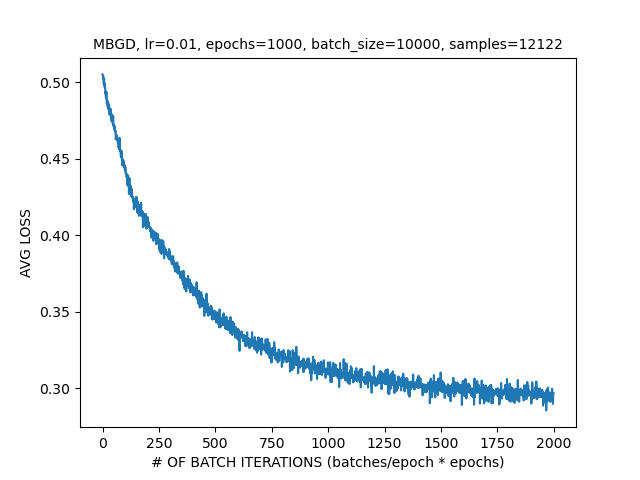 MBGD, lr=0.01, epochs=1000, batch_size=10000, samples=12122
0.50
0.45
0.40
0.35
0.30
AVG LOSS
0 250 500 750 1000 1250 1500 1750 2000
# OF BATCH ITERATIONS (batches/epoch * epochs)